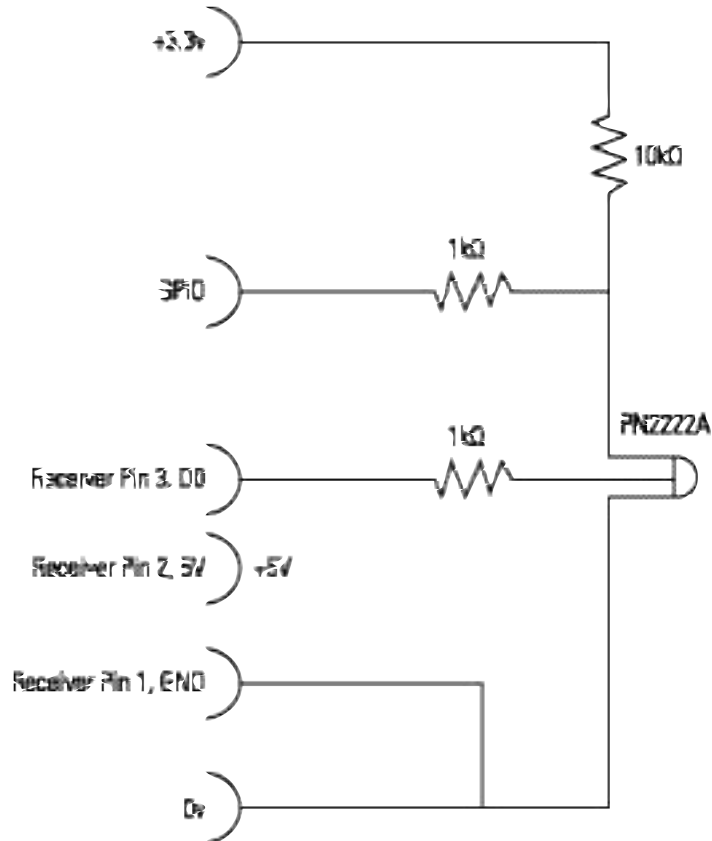 +3.3v
10kΩ
1kΩ
GPIO
PN2222A
1kΩ
Receiver Pin 3, DO
Receiver Pin 2, 5V +5V
Receiver Pin 1, GND
0v